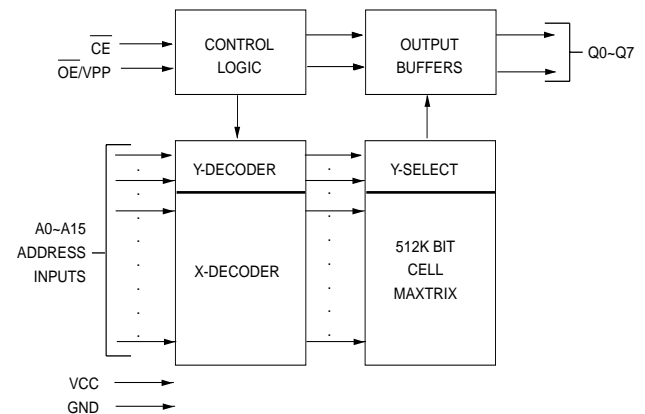 CE
OE/VPP
CONTROL
LOGIC
OUTPUT
BUFFERS
Q0~Q7
Y-DECODER
Y-SELECT
A0~A15
ADDRESS
INPUTS
X-DECODER
512K BIT
CELL
MAXTRIX
VCC
GND